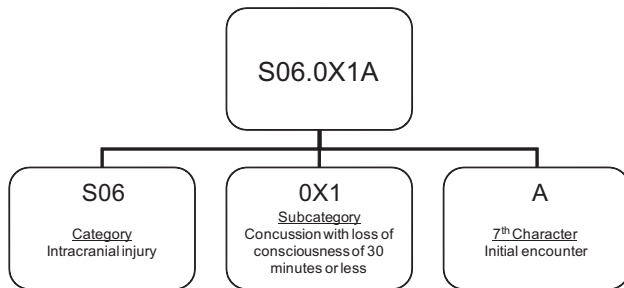 S06.0X1A
S06
Category
Intracranial injury
0X1
Subcategory
Concussion with loss of
consciousness of 30
minutes or less
A
7th Character
Initial encounter